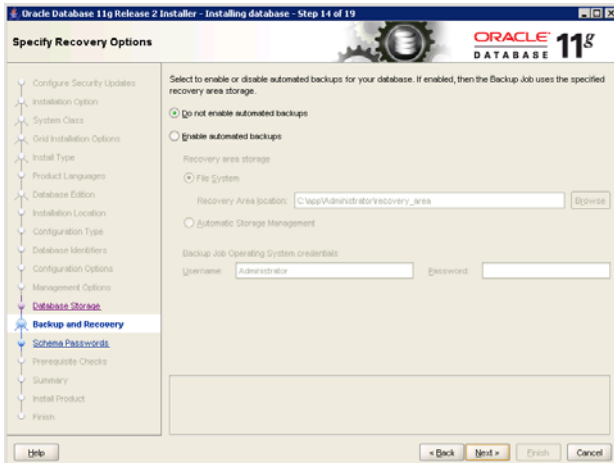 Oracle Database 11g Release 2 Installer - Installing database - Step 14 of 19
Specify Recovery Options
ORACLE
DATABASE 11g
Configure Security Updates
Installation Option
System Class
Grid Installation Options
Install Type
Product Languages
Database Edition
Installation Location
Configuration Type
Database Identifiers
Configuration Options
Management Options
Database Storage
Backup and Recovery
Schema Passwords
Prerequisite Checks
Summary
Install Product
Finish
Select to enable or disable automated backups for your database. If enabled, then the Backup Job uses the specified
recovery area storage.
Do not enable automated backups
Enable automated backups
Recovery area storage
File System
Recovery Area location: C:\app\Administrator\recovery_area Browse
Automatic Storage Management
Backup Job Operating System credentials
Username: Administrator Password:
Help < Back Next > Finish Cancel